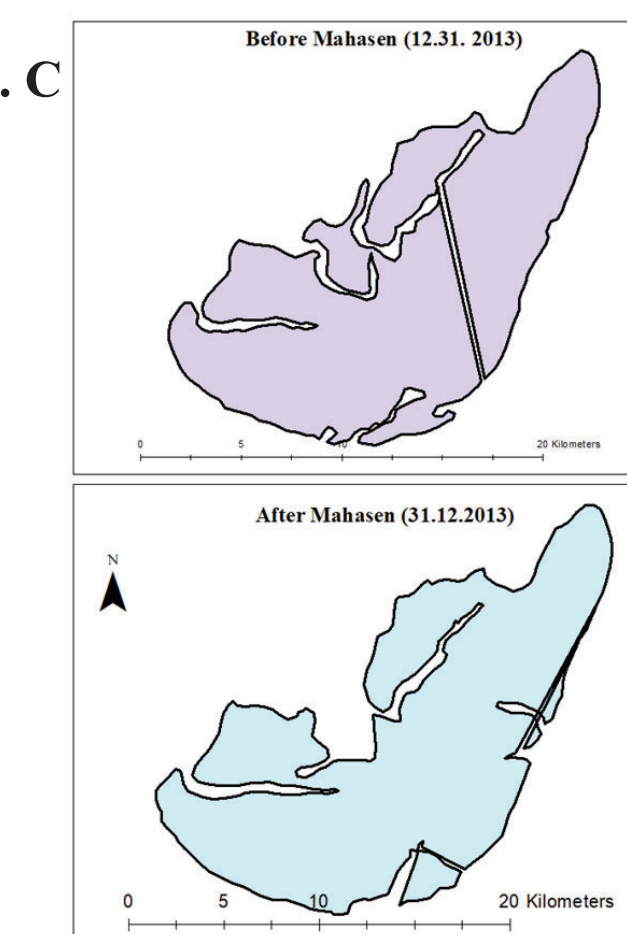 . C
Before Mahasen (12.31. 2013)
0 5 10 20 Kilometers
After Mahasen (31.12.2013)
N
0 5 10 20 Kilometers